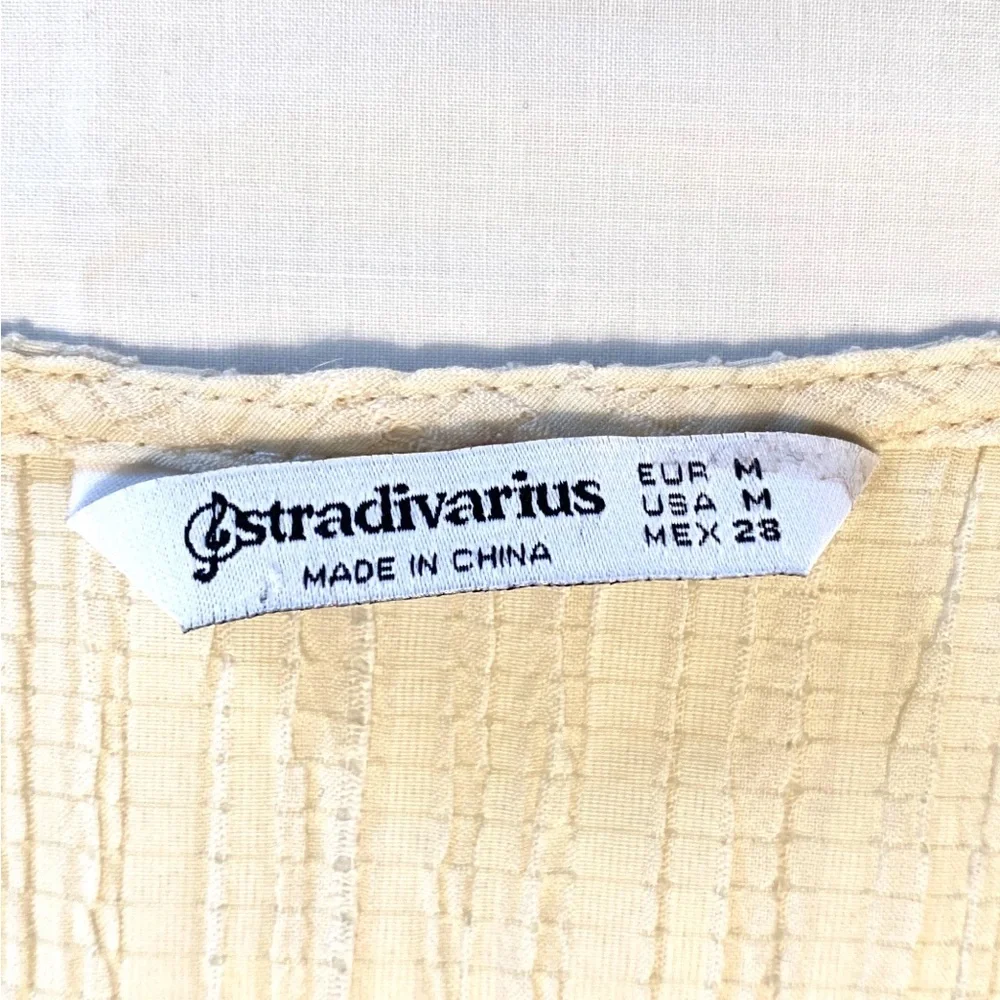 stradivarius
MADE IN CHINA
EUR M
USA M
MEX 28